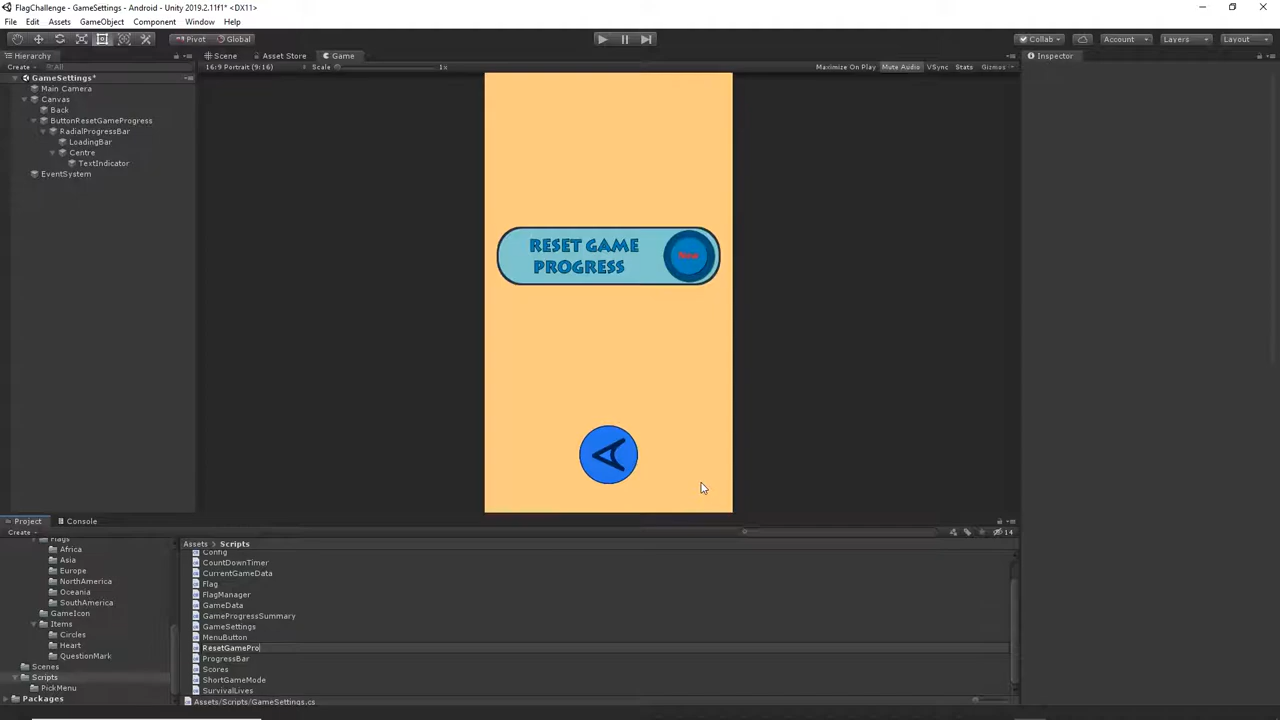 FlagChallenge - GameSettings - Android - Unity 2019.2.11f1* <DX11>
File Edit Assets GameObject Component Window Help
Pivot Global Collab Account Layers Layout
Hierarchy Scene Asset Store Game Inspector
Create All 16:9 Portrait (9:16) Scale 1x Maximize On Play Mute Audio VSync Stats Gizmos
GameSettings*
Main Camera
Canvas
Back
ButtonResetGameProgress
RadialProgressBar
LoadingBar
Centre
TextIndicator
EventSystem
RESET GAME
PROGRESS
Project Console
Create 14
Flags
Africa
Asia
Europe
NorthAmerica
Oceania
SouthAmerica
GameIcon
Items
Circles
Heart
QuestionMark
Scenes
Scripts
PickMenu
Packages
Assets Scripts
Config
CountDownTimer
CurrentGameData
Flag
FlagManager
GameData
GameProgressSummary
GameSettings
MenuButton
ResetGamePro
ProgressBar
Scores
ShortGameMode
SurvivalLives
Assets/Scripts/GameSettings.cs